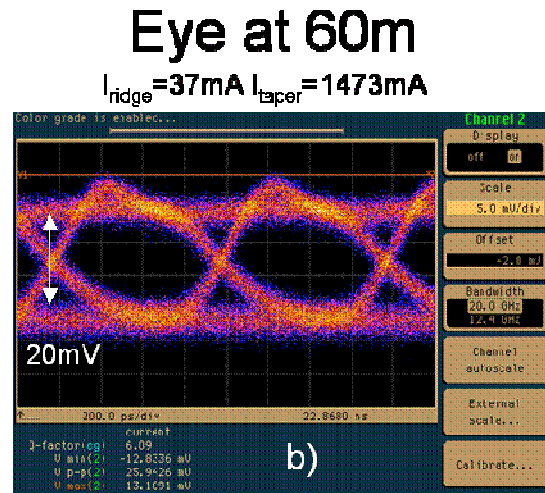 Eye at 60m
Iridge=37mA Itaper=1473mA
Color grade is enabled...
Channel 2
Display
off on
Scale
5.0 mV/div
Offset
-2.0 mV
Bandwidth
20.0 GHz
12.4 GHz
Channel
autoscale
External
scale...
Calibrate...
20mV
200.0 ps/div
22.8680 ns
current
Q-factor(cg) 6.09
V min(2) -12.8336 mV
V p-p(2) 25.9426 mV
V max(2) 13.1091 mV
b)